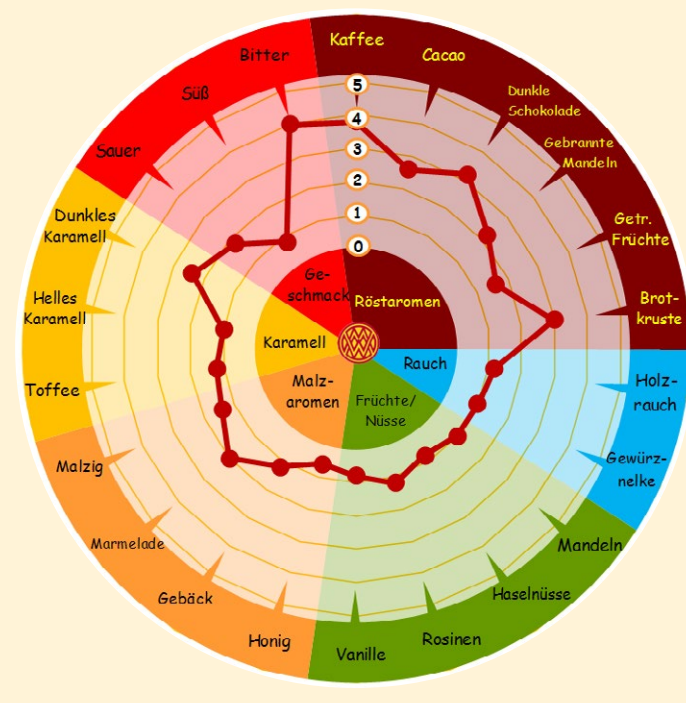 Kaffee
Cacao
Dunkle
Schokolade
Gebrannte
Mandeln
Getr.
Früchte
Brot-
kruste
Holz-
rauch
Gewürz-
nelke
Mandeln
Haselnüsse
Rosinen
Vanille
Honig
Gebäck
Marmelade
Malzig
Toffee
Helles
Karamell
Dunkles
Karamell
Sauer
Süß
Bitter
5
4
3
2
1
0
Ge-
schmack
Röstaromen
Karamell
Rauch
Malz-
aromen
Früchte/
Nüsse